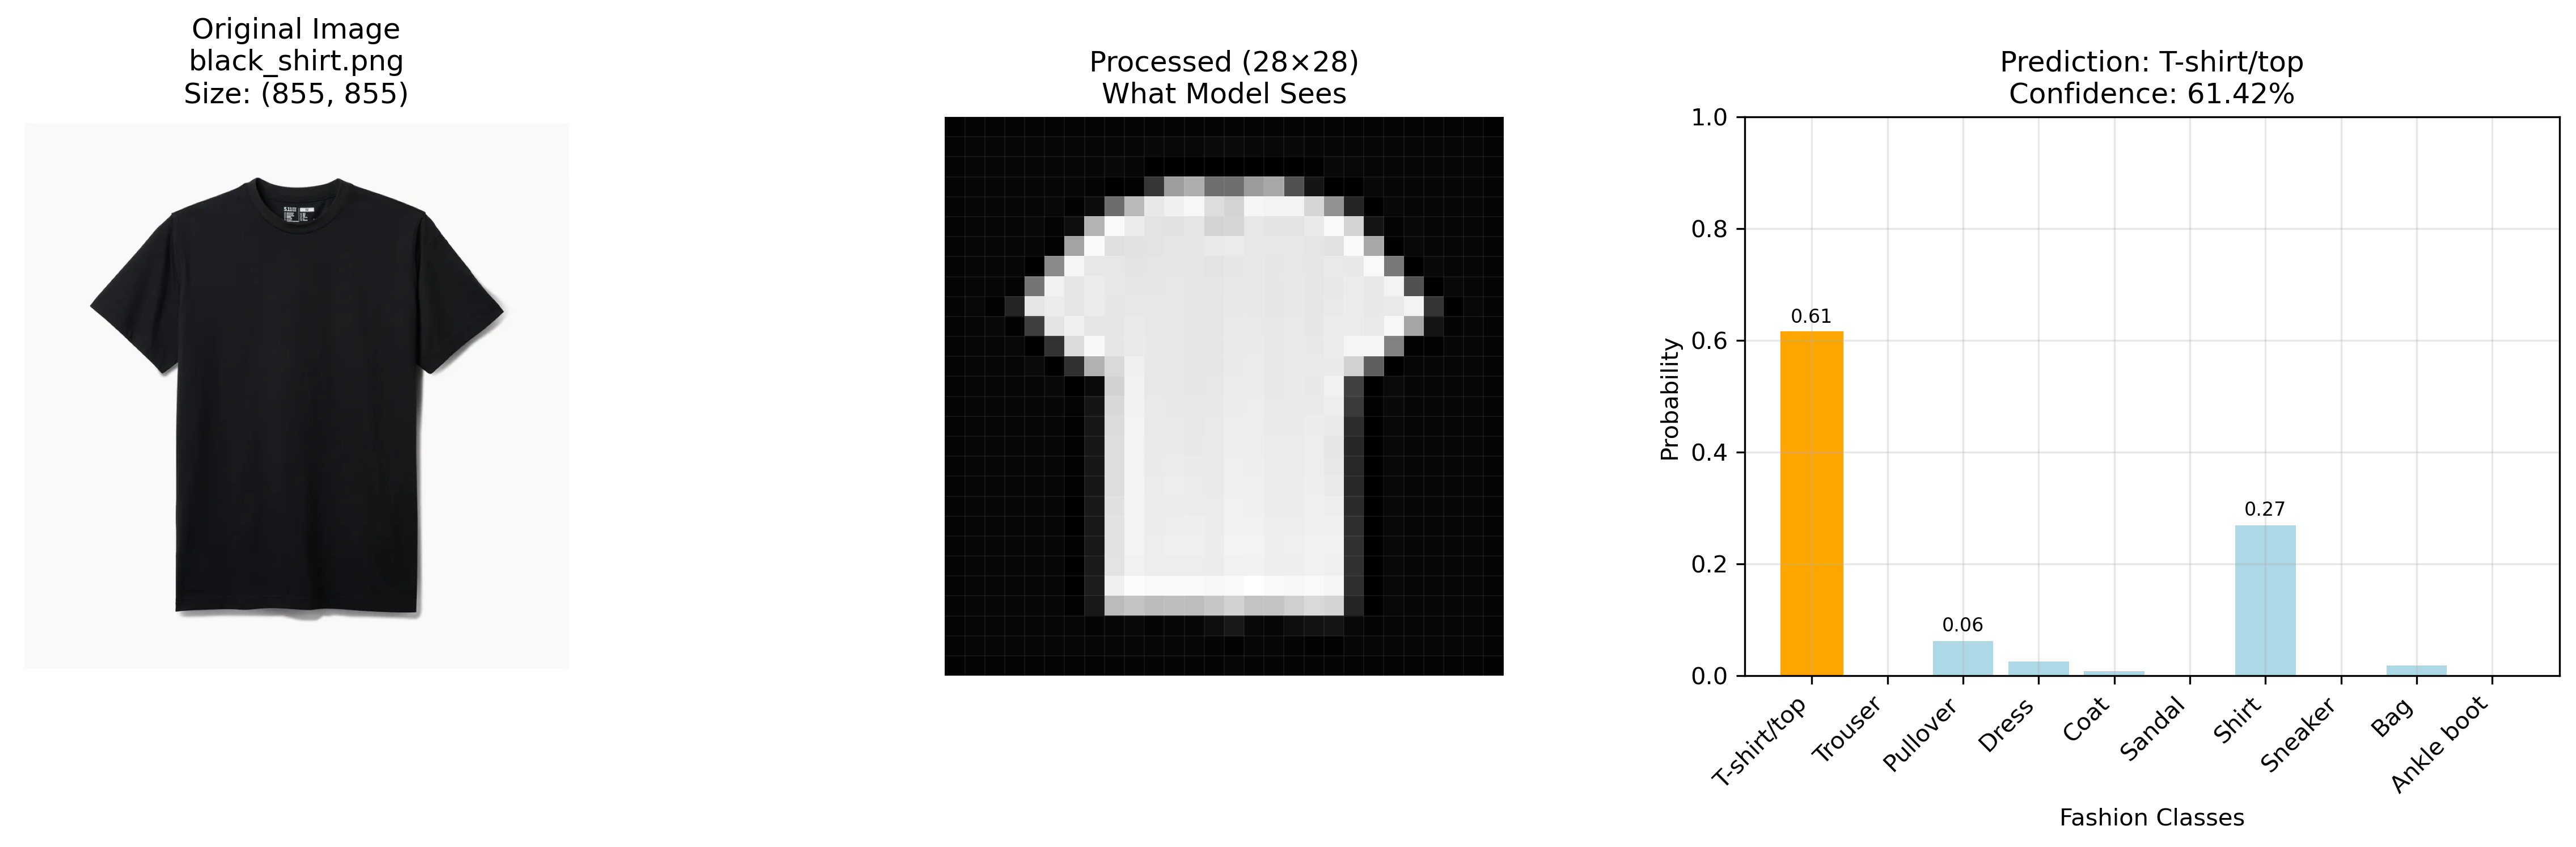 Original Image
black_shirt.png
Size: (855, 855)
Processed (28×28)
What Model Sees
Prediction: T-shirt/top
Confidence: 61.42%
1.0
0.8
0.6
0.4
0.2
0.0
Probability
0.61
0.06
0.27
T-shirt/top
Trouser
Pullover
Dress
Coat
Sandal
Shirt
Sneaker
Bag
Ankle boot
Fashion Classes